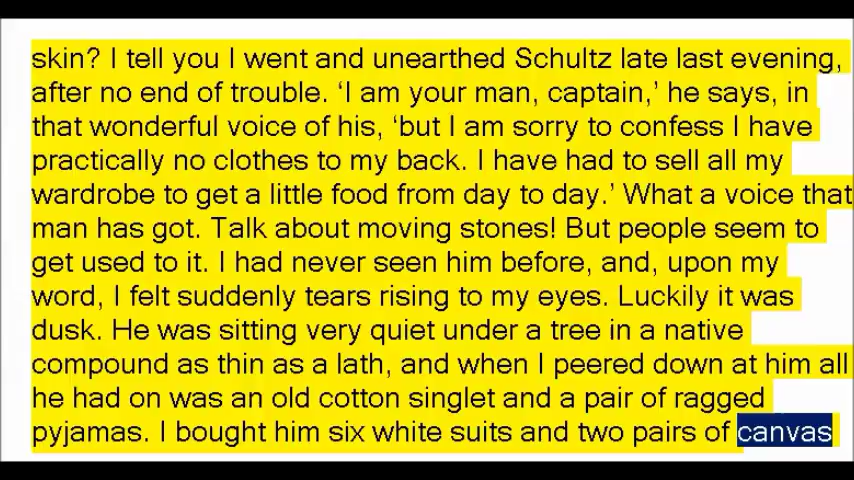 skin? I tell you I went and unearthed Schultz late last evening,
after no end of trouble. ‘I am your man, captain,’ he says, in
that wonderful voice of his, ‘but I am sorry to confess I have
practically no clothes to my back. I have had to sell all my
wardrobe to get a little food from day to day.’ What a voice that
man has got. Talk about moving stones! But people seem to
get used to it. I had never seen him before, and, upon my
word, I felt suddenly tears rising to my eyes. Luckily it was
dusk. He was sitting very quiet under a tree in a native
compound as thin as a lath, and when I peered down at him all
he had on was an old cotton singlet and a pair of ragged
pyjamas. I bought him six white suits and two pairs of canvas